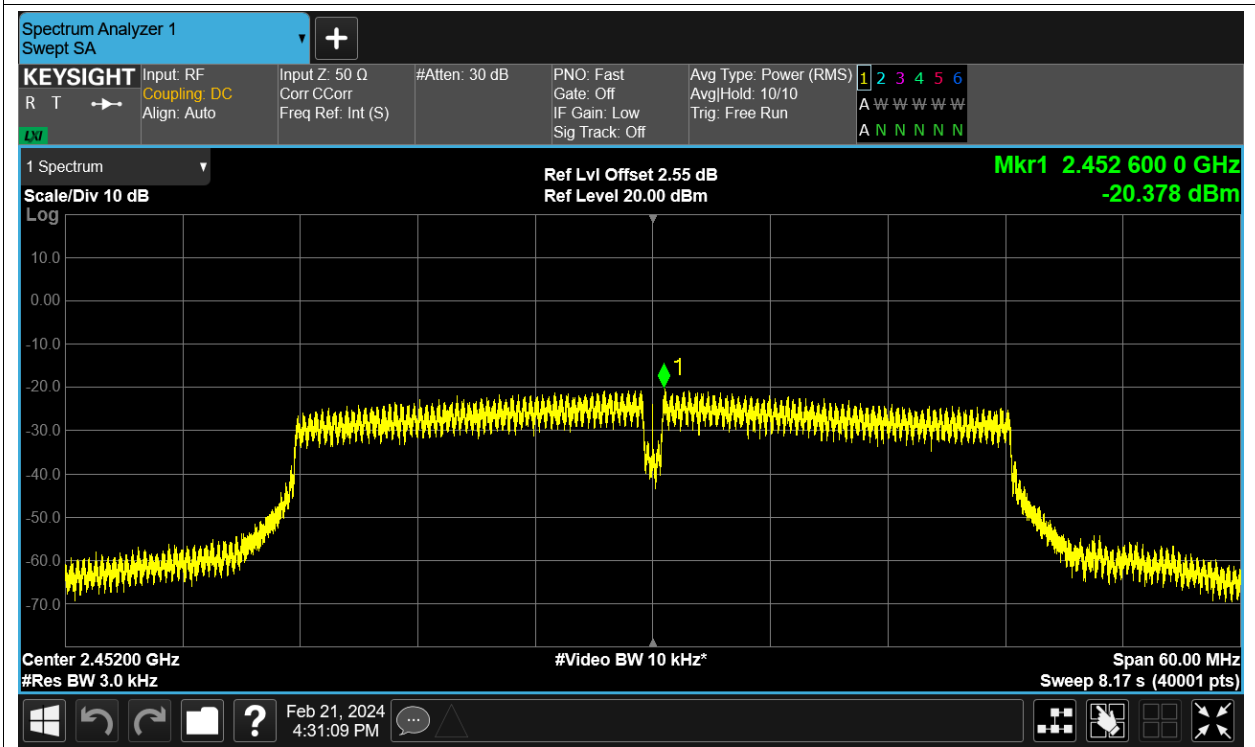 Spectrum Analyzer 1
Swept SA
▼
+
KEYSIGHT
R T
LXI
Input: RF
Coupling: DC
Align: Auto
Input Z: 50 Ω
Corr CCorr
Freq Ref: Int (S)
#Atten: 30 dB
PNO: Fast
Gate: Off
IF Gain: Low
Sig Track: Off
Avg Type: Power (RMS)
Avg|Hold: 10/10
Trig: Free Run
1 2 3 4 5 6
A W W W W W
A N N N N N
1 Spectrum ▼
Scale/Div 10 dB
Log
Ref Lvl Offset 2.55 dB
Ref Level 20.00 dBm
Mkr1 2.452 600 0 GHz
-20.378 dBm
10.0
0.00
-10.0
1
-20.0
-30.0
-40.0
-50.0
-60.0
-70.0
Center 2.45200 GHz
#Video BW 10 kHz*
Span 60.00 MHz
#Res BW 3.0 kHz
Sweep 8.17 s (40001 pts)
?
Feb 21, 2024
4:31:09 PM